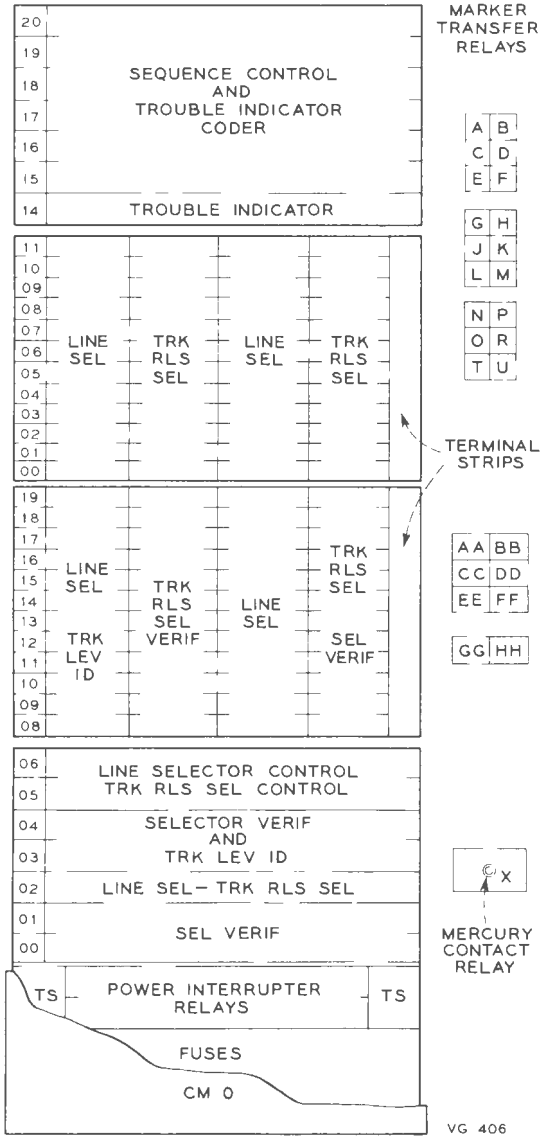 20
19
18
17
16
15
14
SEQUENCE CONTROL
AND
TROUBLE INDICATOR
CODER
TROUBLE INDICATOR
MARKER
TRANSFER
RELAYS
A B
C D
E F
G H
J K
L M
N P
O R
T U
11
10
09
08
07
06
05
04
03
02
01
00
LINE
SEL
TRK
RLS
SEL
LINE
SEL
TRK
RLS
SEL
TERMINAL
STRIPS
19
18
17
16
15
14
13
12
11
10
09
08
LINE
SEL
TRK
LEV
ID
TRK
RLS
SEL
VERIF
LINE
SEL
TRK
RLS
SEL
SEL
VERIF
AA BB
CC DD
EE FF
GG HH
06
05
04
03
02
01
00
LINE SELECTOR CONTROL
TRK RLS SEL CONTROL
SELECTOR VERIF
AND
TRK LEV ID
LINE SEL-TRK RLS SEL
SEL VERIF
X
MERCURY
CONTACT
RELAY
TS
POWER INTERRUPTER
RELAYS
TS
FUSES
CM 0
VG 406